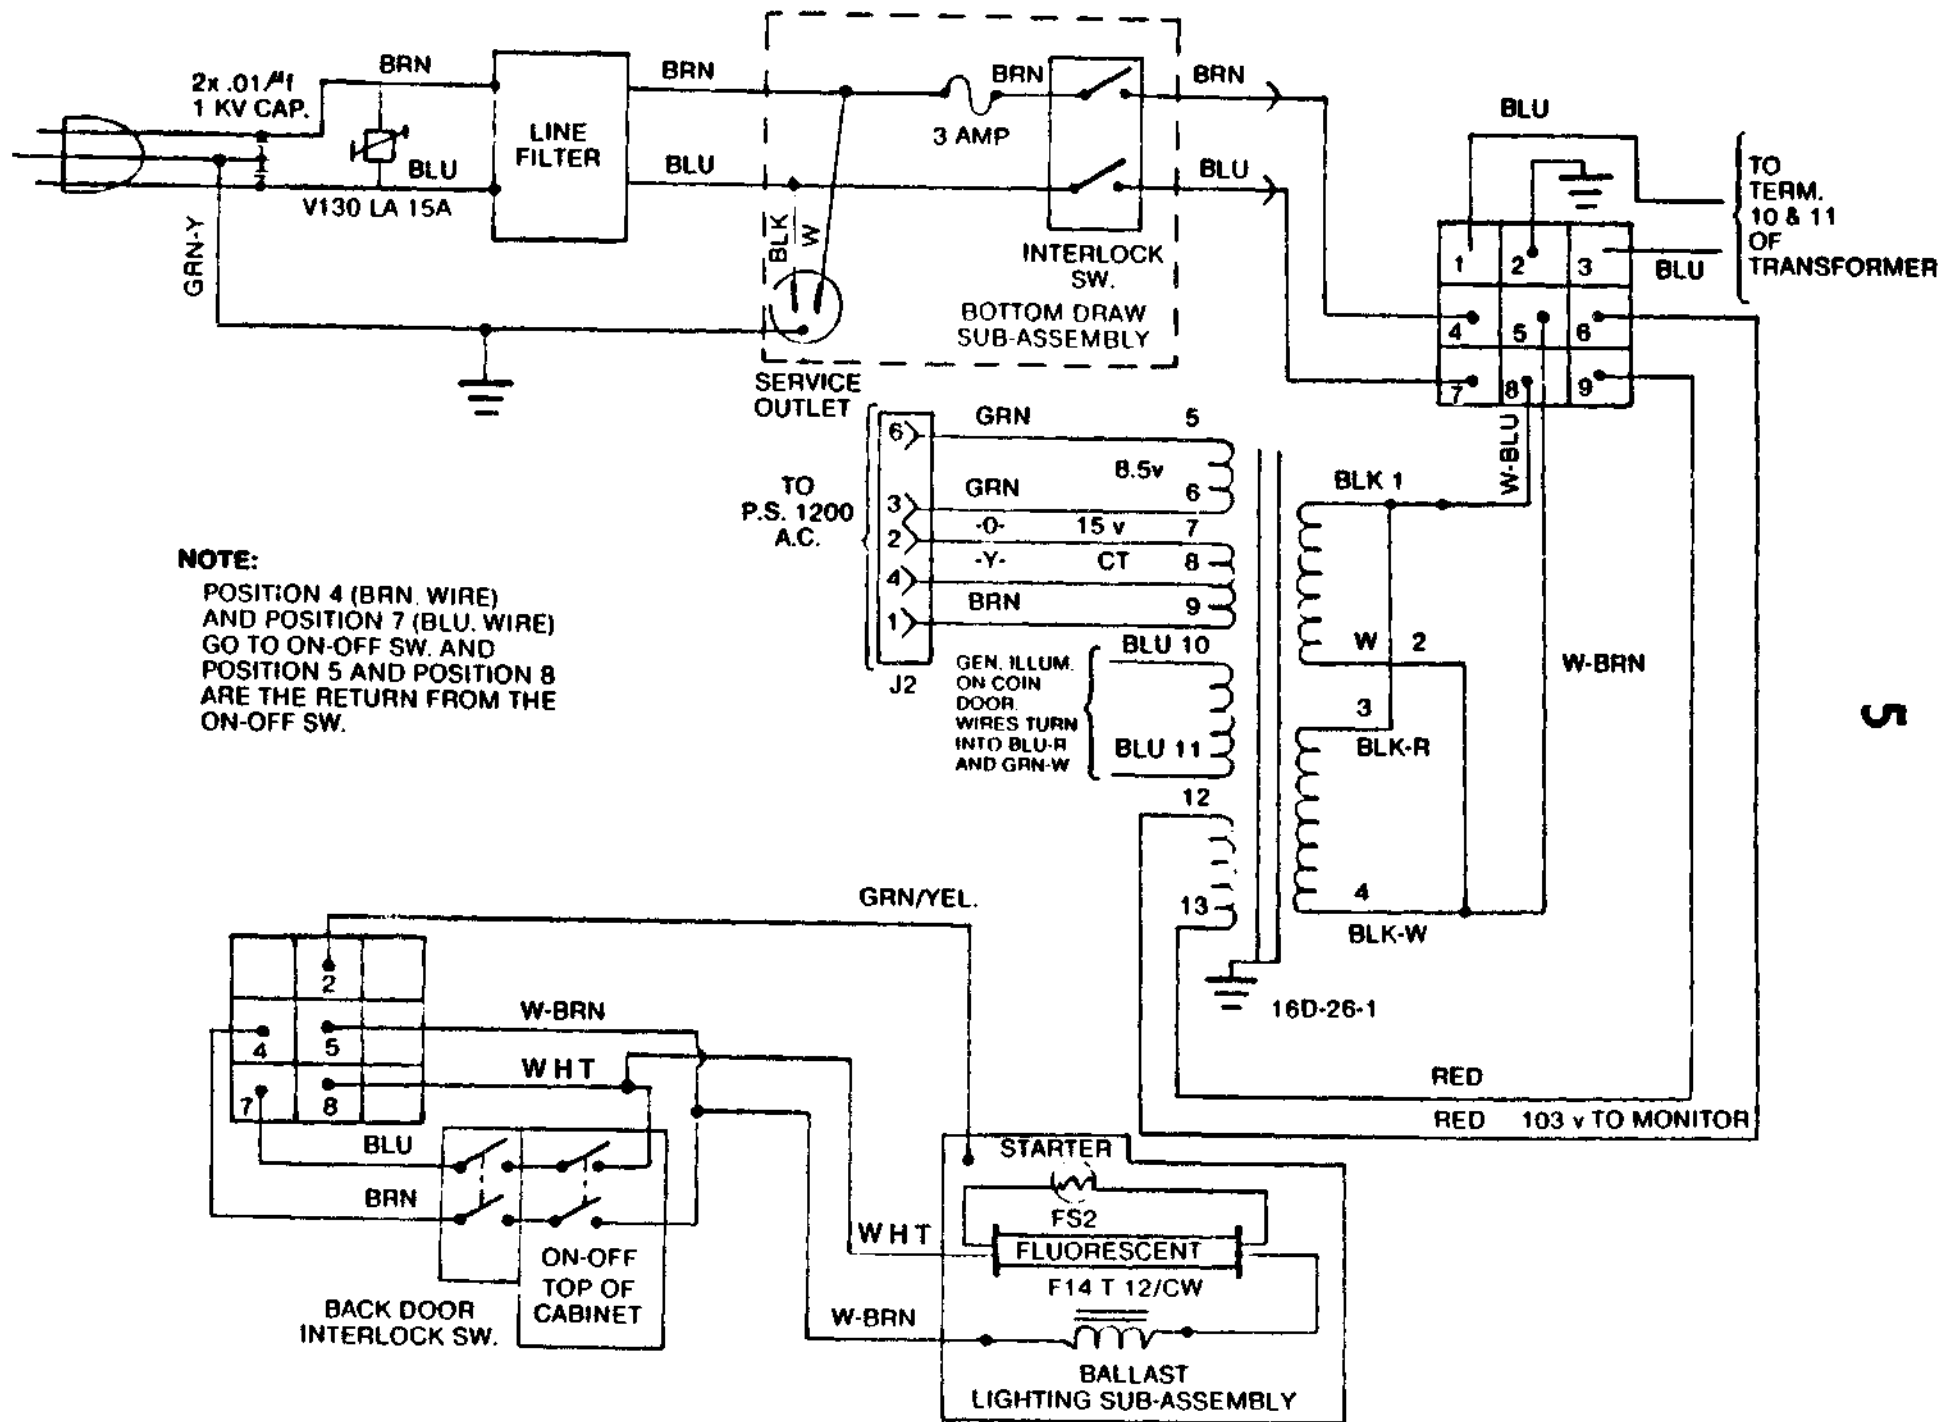 2x .01/µf
1 KV CAP.
BRN
BLU
V130 LA 15A
GRN-Y
LINE
FILTER
BRN
BLU
BLK
W
3 AMP
BRN
INTERLOCK
SW.
BOTTOM DRAW
SUB-ASSEMBLY
SERVICE
OUTLET
BRN
BLU
BLU
BLU
TO
TERM.
10 & 11
OF
TRANSFORMER
1
2
3
4
5
6
7
8
9
W-BLU
W-BRN
TO
P.S. 1200
A.C.
6
3
2
4
1
J2
GRN
5
8.5v
GRN
6
-O-
15 v
7
-Y-
CT
8
BRN
9
BLU 10
GEN. ILLUM.
ON COIN
DOOR.
WIRES TURN
INTO BLU-R
AND GRN-W
BLU 11
12
13
BLK 1
W 2
3
BLK-R
4
BLK-W
16D-26-1
RED
RED 103 v TO MONITOR
NOTE:
POSITION 4 (BRN. WIRE)
AND POSITION 7 (BLU. WIRE)
GO TO ON-OFF SW. AND
POSITION 5 AND POSITION 8
ARE THE RETURN FROM THE
ON-OFF SW.
5
GRN/YEL.
2
4
5
7
8
W-BRN
WHT
BLU
BRN
ON-OFF
TOP OF
CABINET
BACK DOOR
INTERLOCK SW.
WHT
W-BRN
STARTER
FS2
FLUORESCENT
F14 T 12/CW
BALLAST
LIGHTING SUB-ASSEMBLY